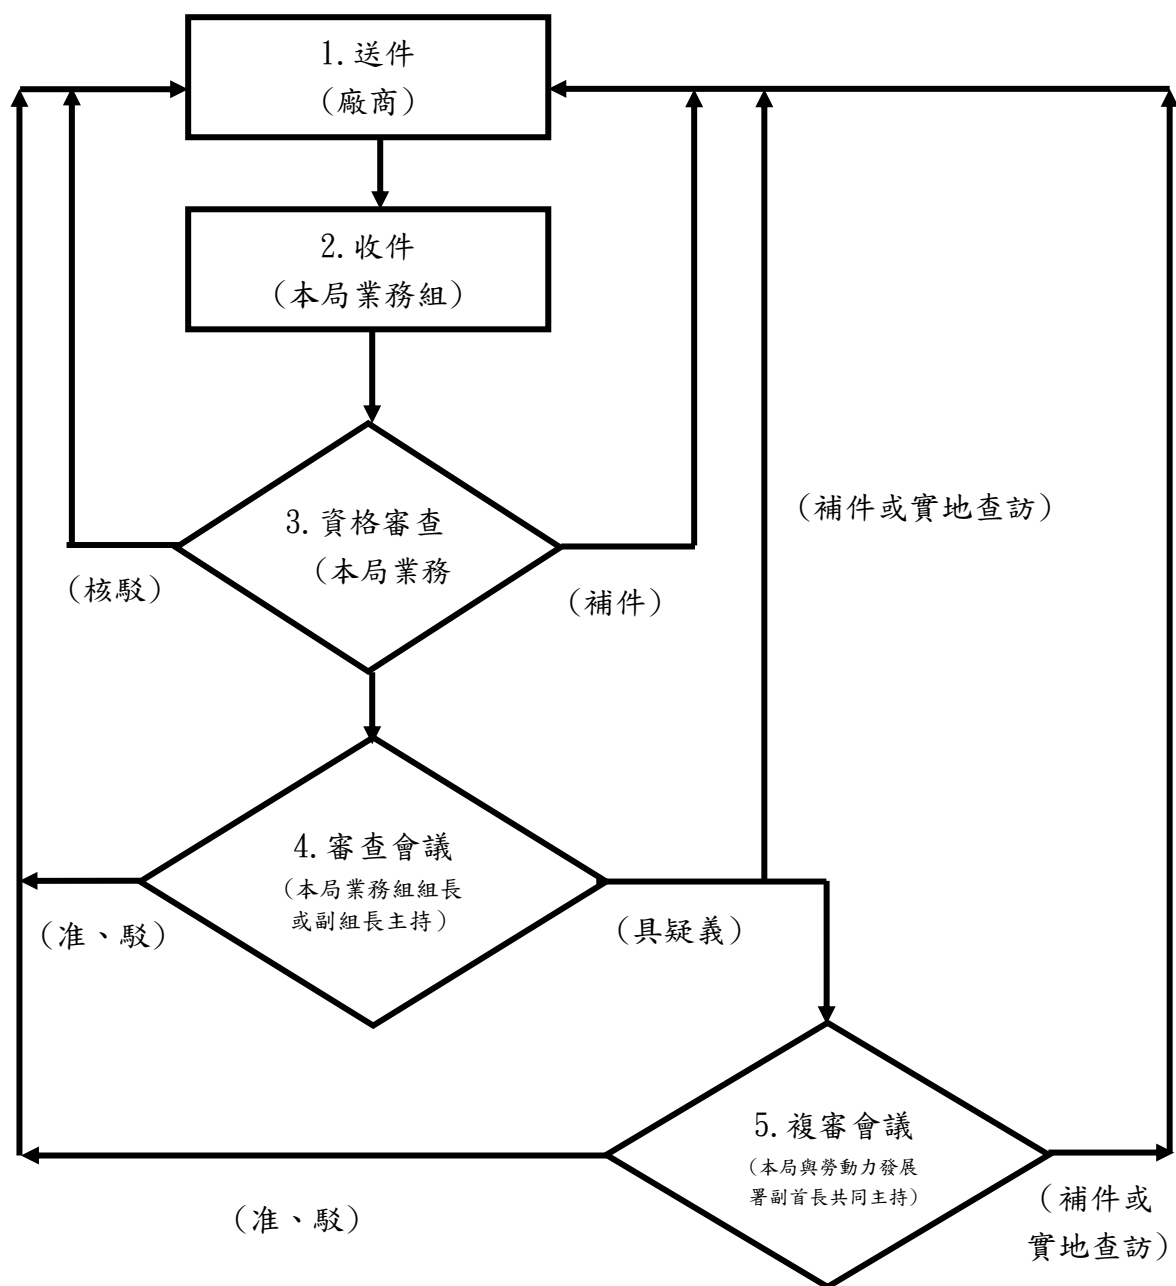 1.送件
(廠商)
2.收件
(本局業務組)
(補件或實地查訪)
3.資格審查
(本局業務
(核駁)
(補件)
4.審查會議
(本局業務組組長
或副組長主持)
(准、駁)
(具疑義)
5.複審會議
(本局與勞動力發展
署副首長共同主持)
(准、駁)
(補件或
實地查訪)